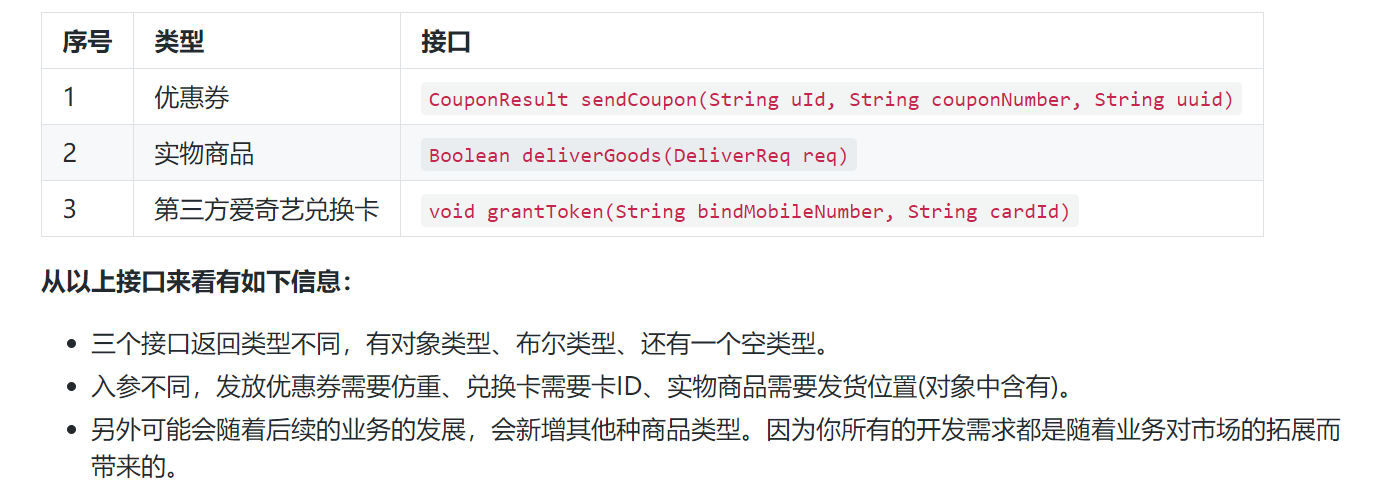 序号 类型 接口
1 优惠券 CouponResult sendCoupon(String uId, String couponNumber, String uuid)
2 实物商品 Boolean deliverGoods(DeliverReq req)
3 第三方爱奇艺兑换卡 void grantToken(String bindMobileNumber, String cardId)
从以上接口来看有如下信息：
三个接口返回类型不同，有对象类型、布尔类型、还有一个空类型。
入参不同，发放优惠券需要仿重、兑换卡需要卡ID、实物商品需要发货位置(对象中含有)。
另外可能会随着后续的业务的发展，会新增其他种商品类型。因为你所有的开发需求都是随着业务对市场的拓展而
带来的。